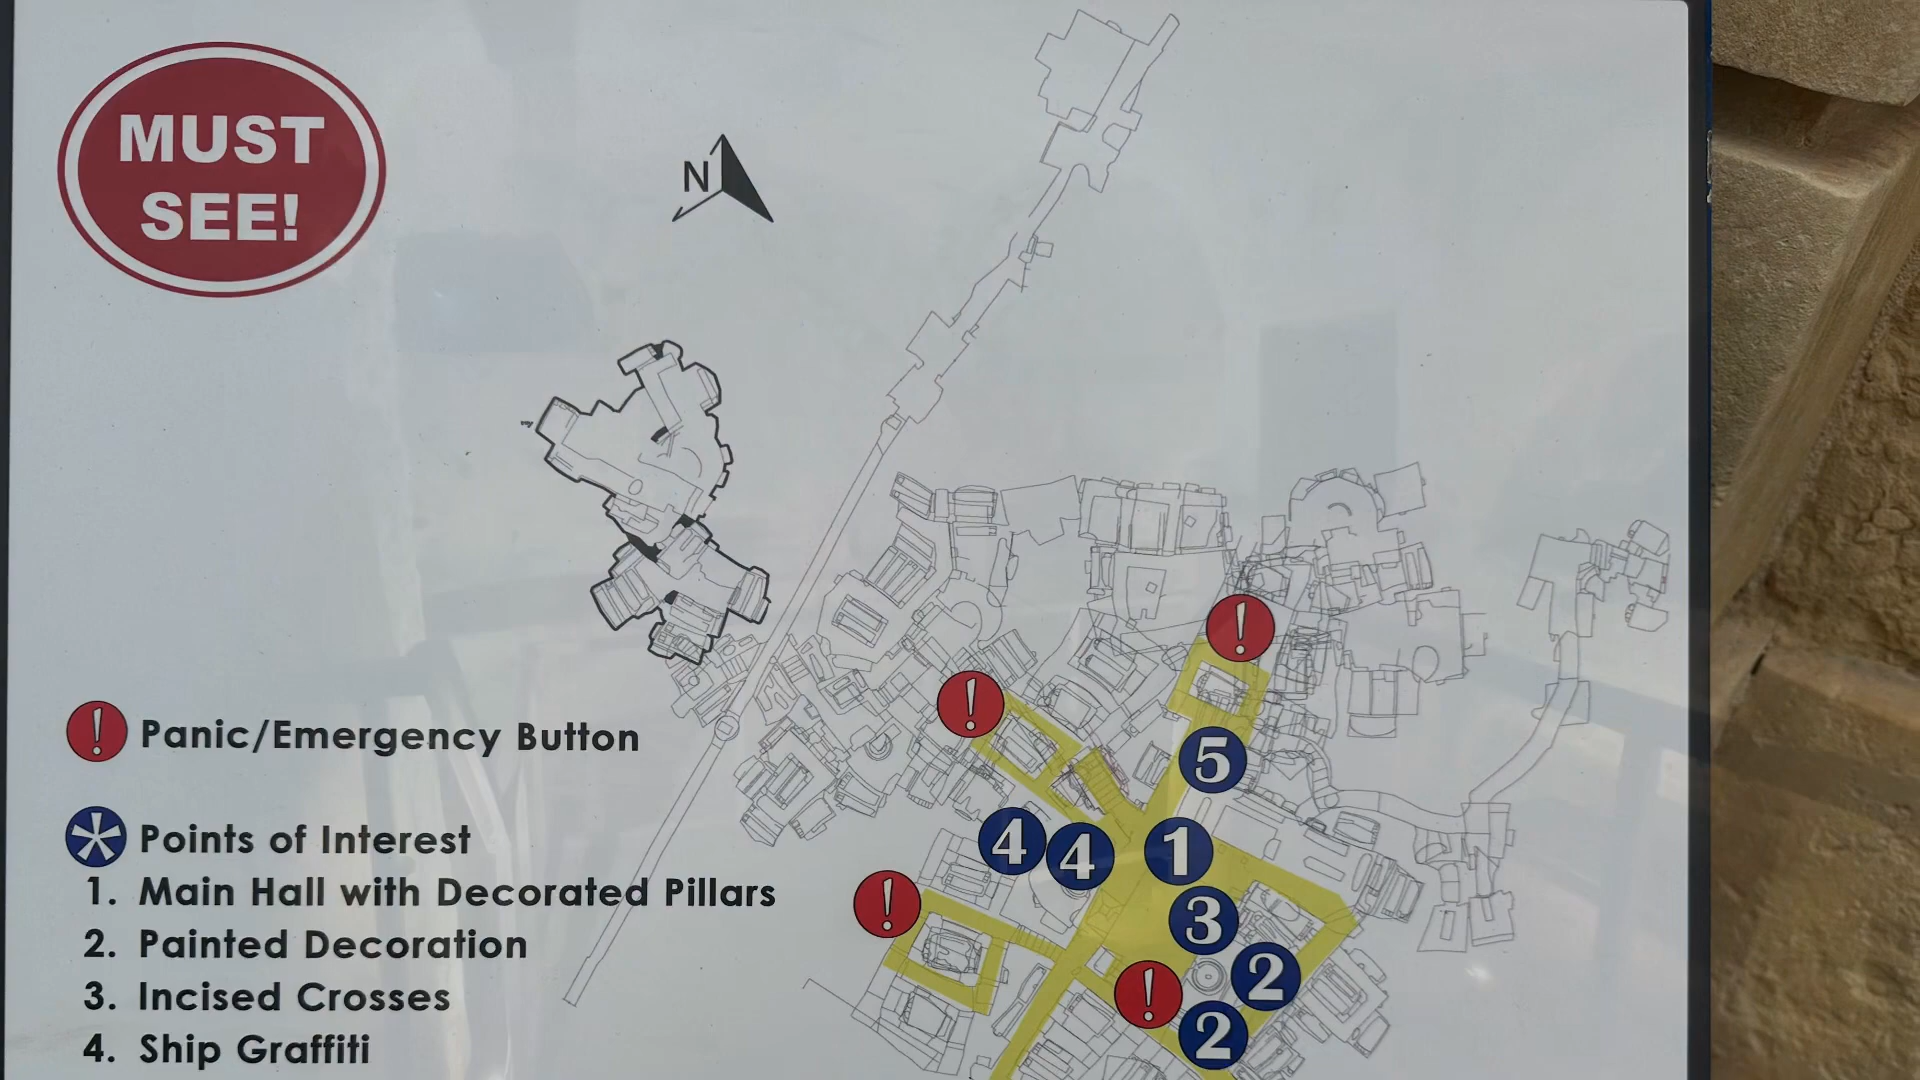 MUST
SEE!
N
Panic/Emergency Button
Points of Interest
1. Main Hall with Decorated Pillars
2. Painted Decoration
3. Incised Crosses
4. Ship Graffiti
!
!
5
4 4 1
!
3
2
!
2